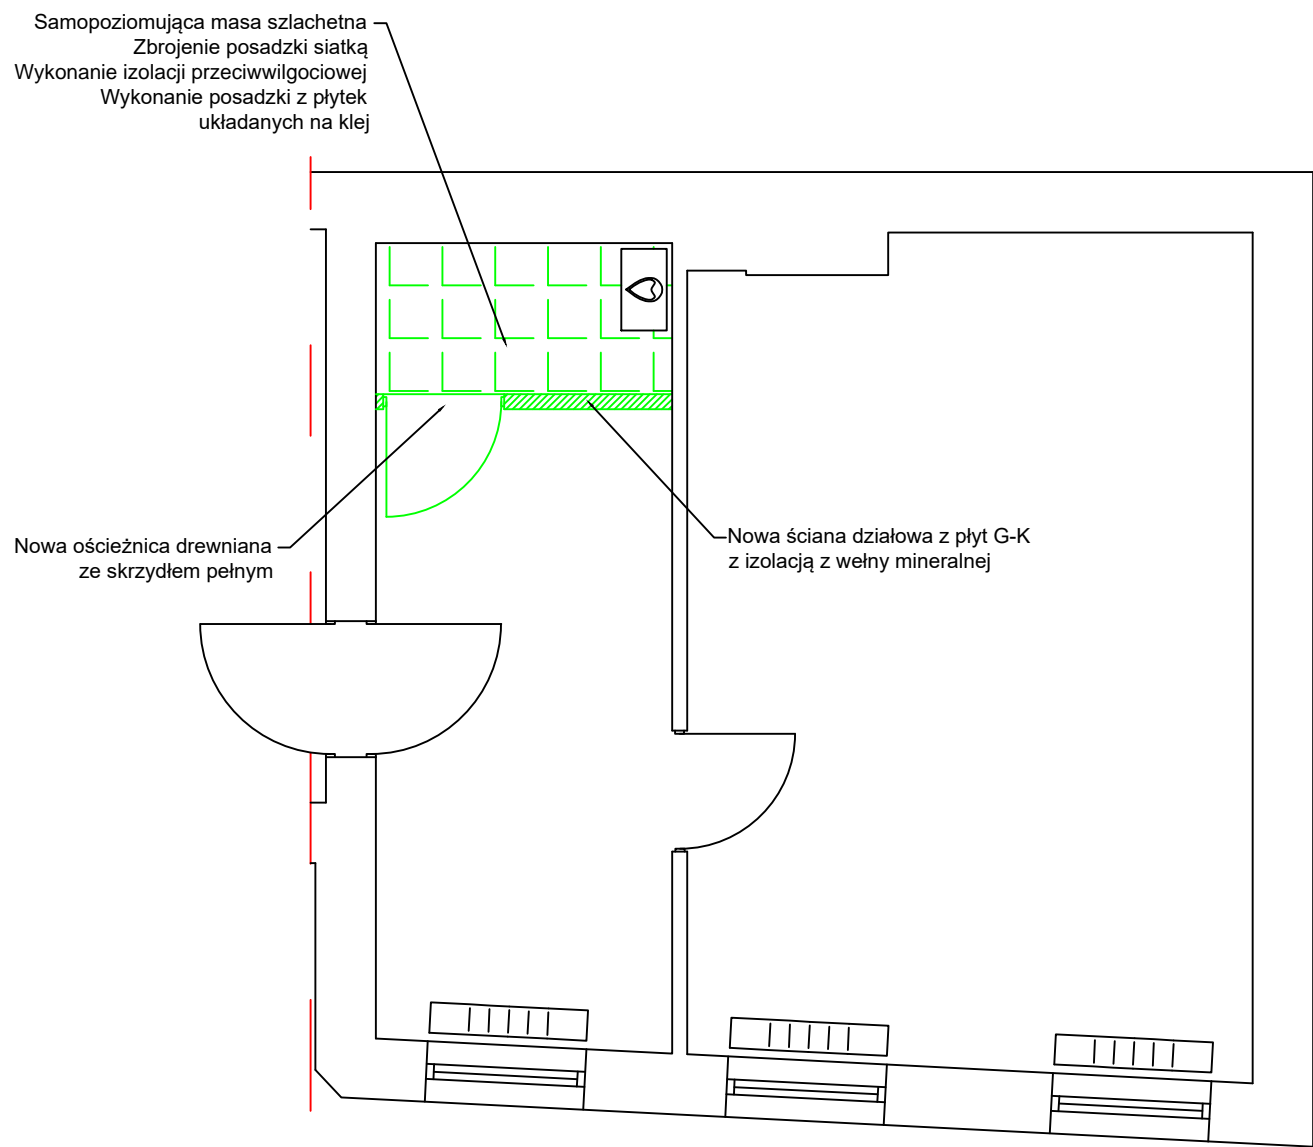 Samopoziomująca masa szlachetna
Zbrojenie posadzki siatką
Wykonanie izolacji przeciwwilgociowej
Wykonanie posadzki z płytek
układanych na klej
Nowa ościeżnica drewniana
ze skrzydłem pełnym
Nowa ściana działowa z płyt G-K
z izolacją z wełny mineralnej